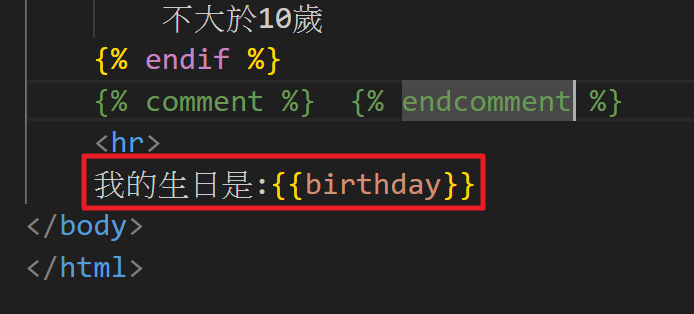 不大於10歲
{% endif %}
{% comment %}  {% endcomment %}
<hr>
我的生日是:{{birthday}}
</body>
</html>